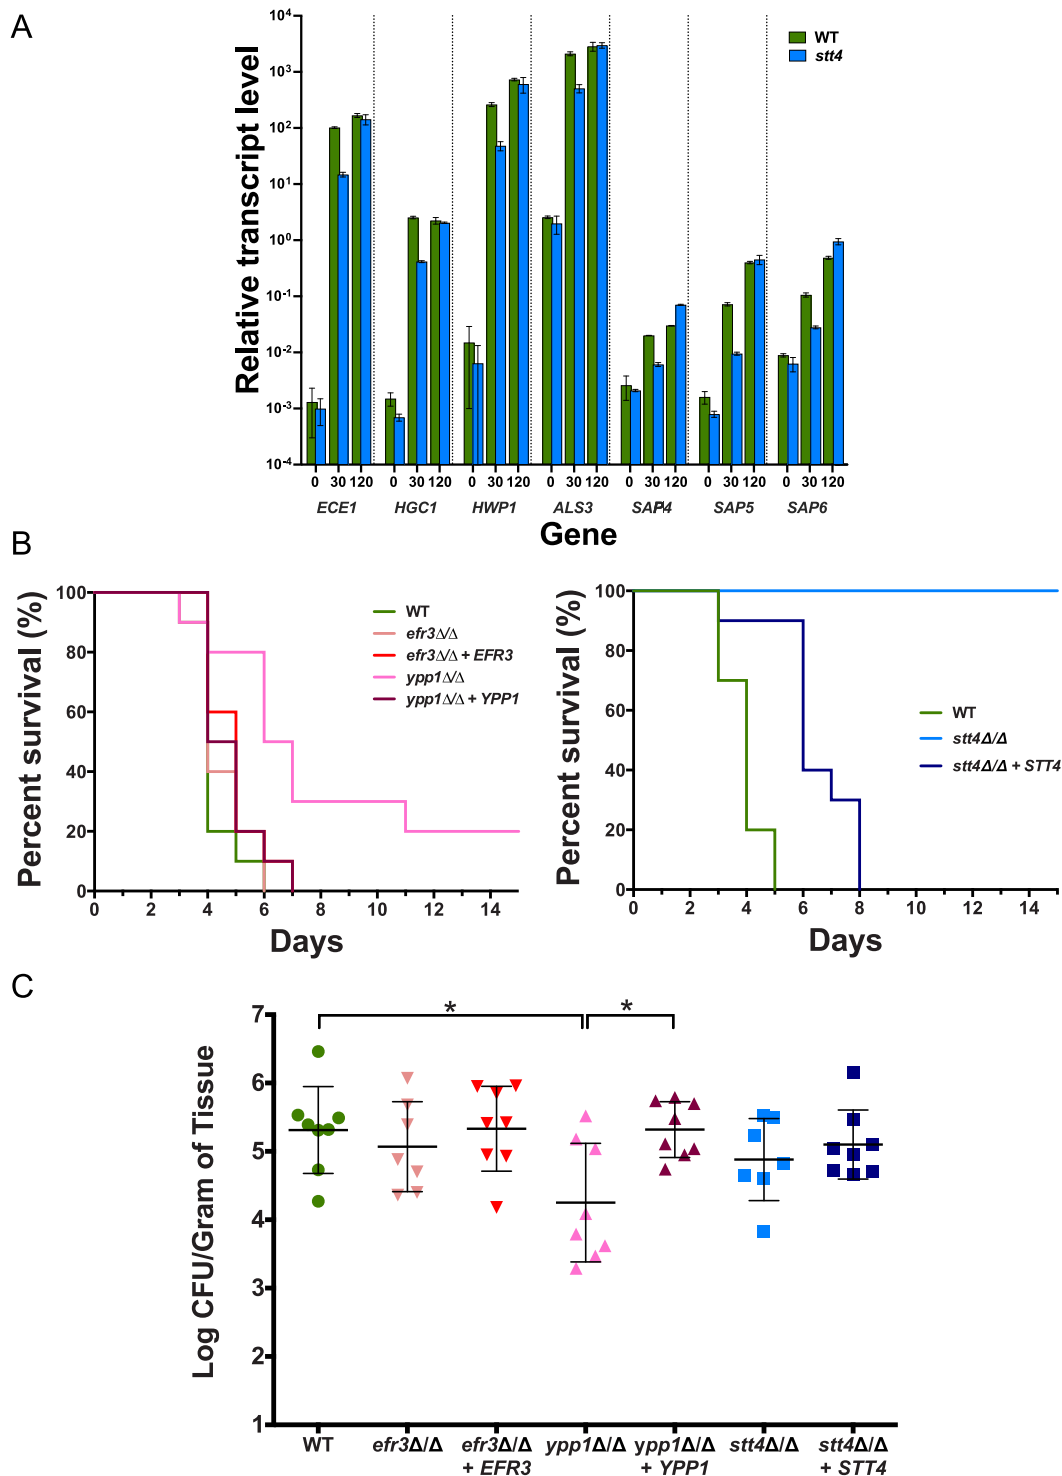 A
WT
stt4
Relative transcript level
10⁴
10³
10²
10¹
10⁰
10⁻¹
10⁻²
10⁻³
10⁻⁴
0 30 120 0 30 120 0 30 120 0 30 120 0 30 120 0 30 120 0 30 120
ECE1 HGC1 HWP1 ALS3 SAP4 SAP5 SAP6
Gene
B
Percent survival (%)
100
80
60
40
20
0
WT
efr3Δ/Δ
efr3Δ/Δ + EFR3
ypp1Δ/Δ
ypp1Δ/Δ + YPP1
0 2 4 6 8 10 12 14
Days
Percent survival (%)
100
80
60
40
20
0
WT
stt4Δ/Δ
stt4Δ/Δ + STT4
0 2 4 6 8 10 12 14
Days
C
Log CFU/Gram of Tissue
7
6
5
4
3
2
1
* *
WT efr3Δ/Δ efr3Δ/Δ ypp1Δ/Δ ypp1Δ/Δ stt4Δ/Δ stt4Δ/Δ
+ EFR3 + YPP1 + STT4